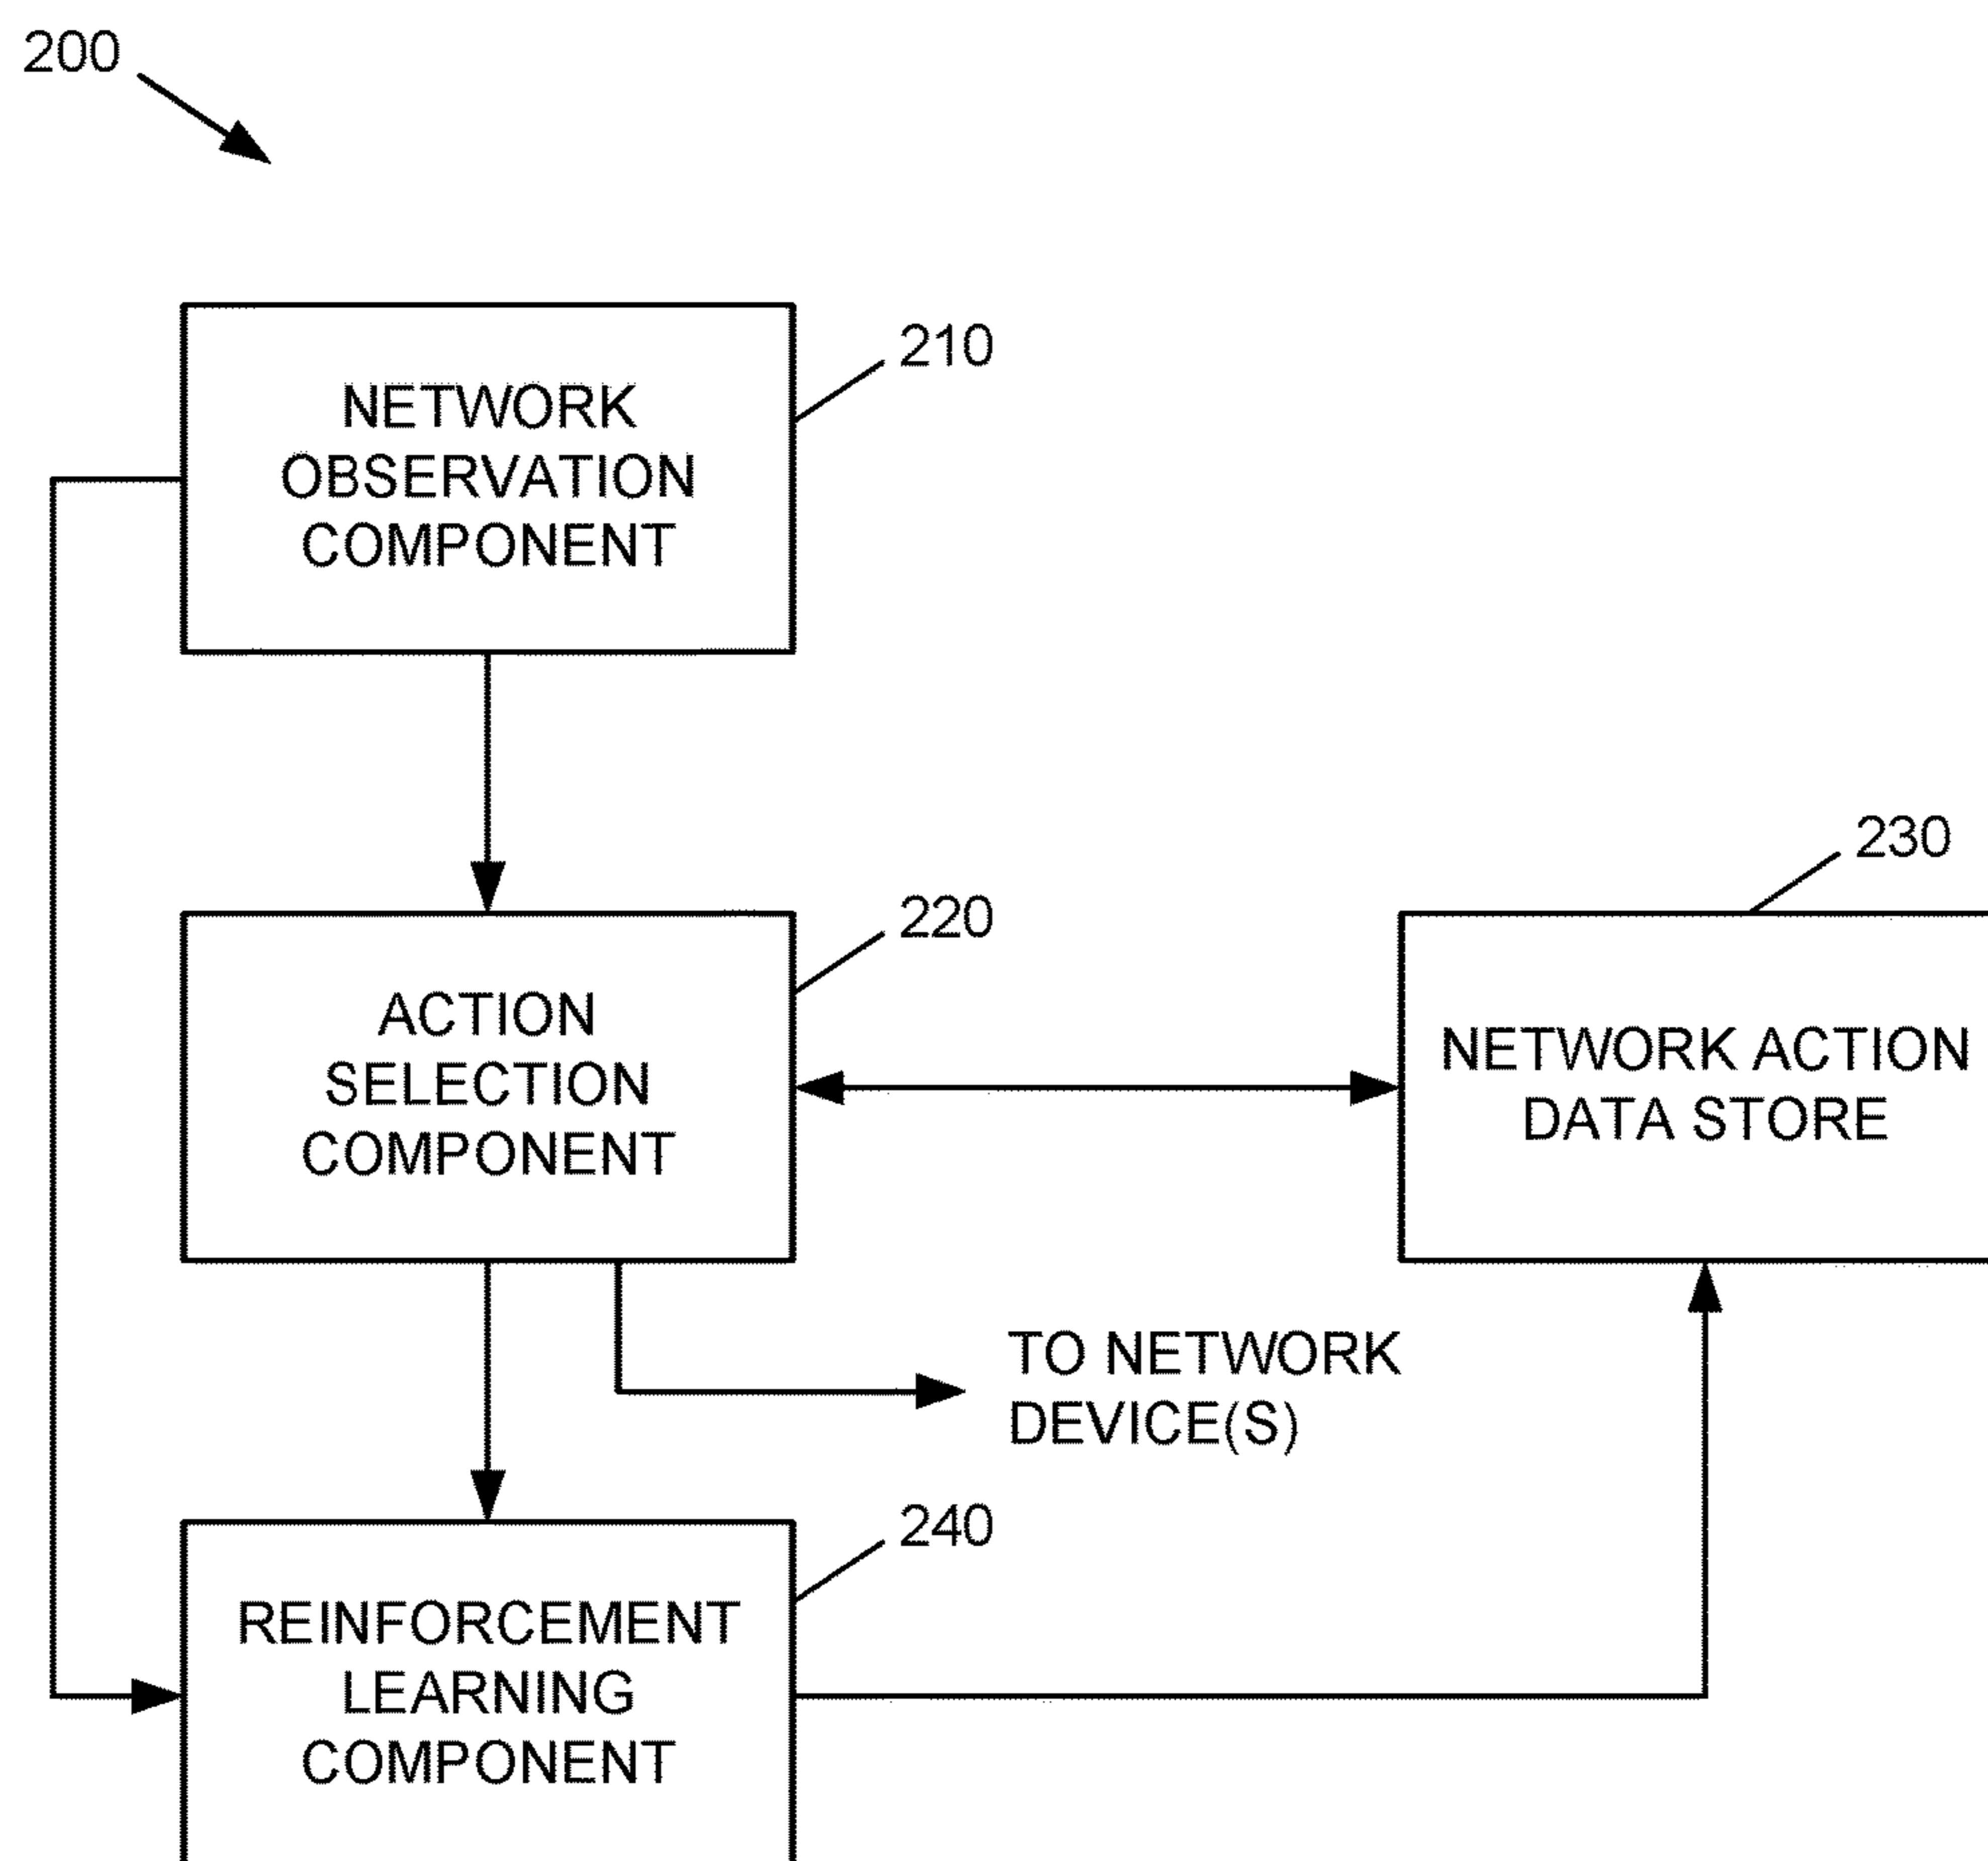 200
210
NETWORK
OBSERVATION
COMPONENT
230
220
ACTION
SELECTION
COMPONENT
NETWORK ACTION
DATA STORE
TO NETWORK
DEVICE(S)
240
REINFORCEMENT
LEARNING
COMPONENT